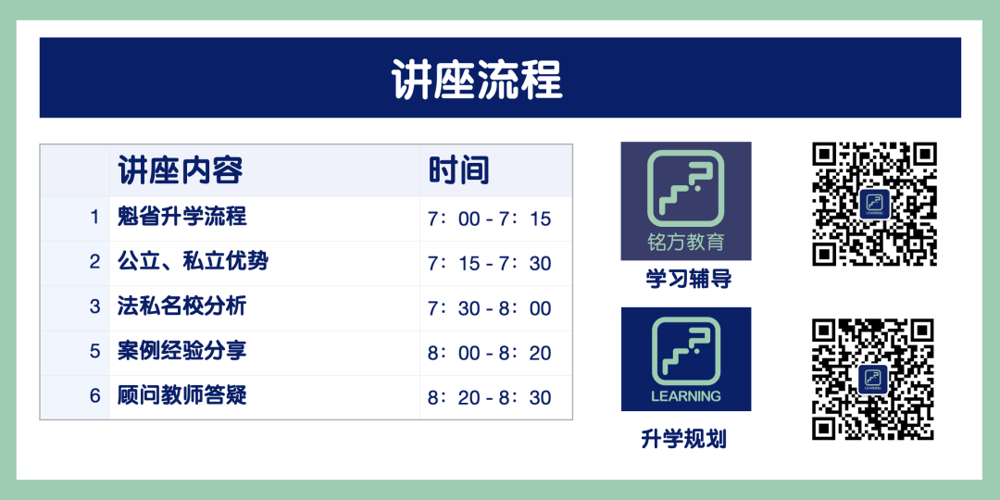 讲座流程
讲座内容 时间
1 魁省升学流程 7：00 - 7：15
2 公立、私立优势 7：15 - 7：30
3 法私名校分析 7：30 - 8：00
5 案例经验分享 8：00 - 8：20
6 顾问教师答疑 8：20 - 8：30
铭方教育
学习辅导
LEARNING
升学规划
LEARNING
LEARNING